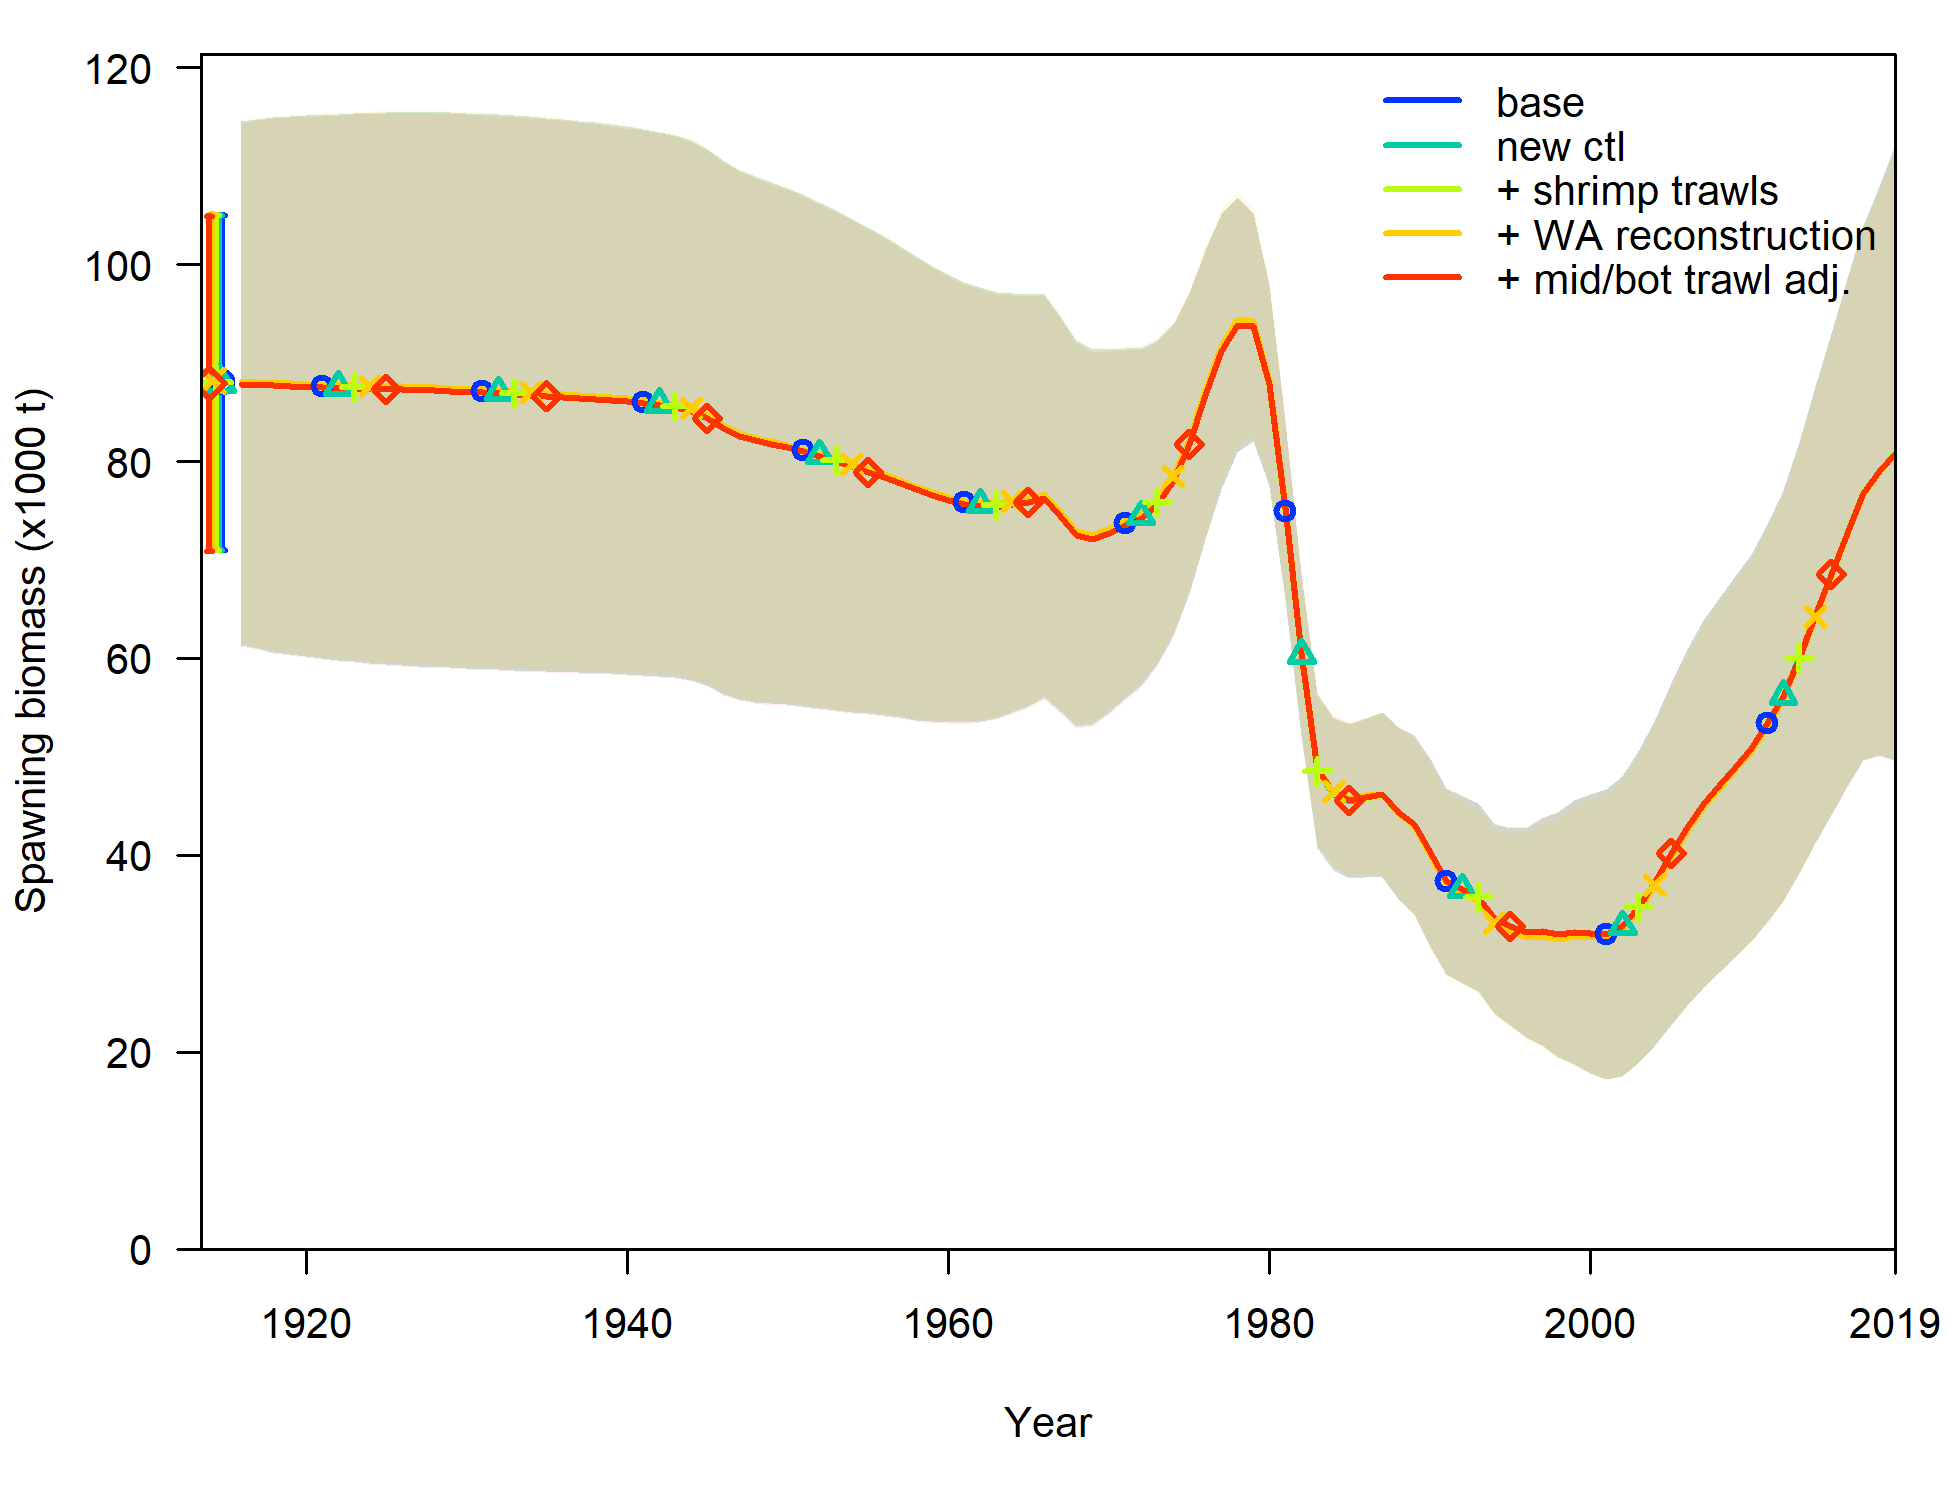 120
100
80
60
40
20
0
Spawning biomass (x1000 t)
base
new ctl
+ shrimp trawls
+ WA reconstruction
+ mid/bot trawl adj.
1920 1940 1960 1980 2000 2019
Year